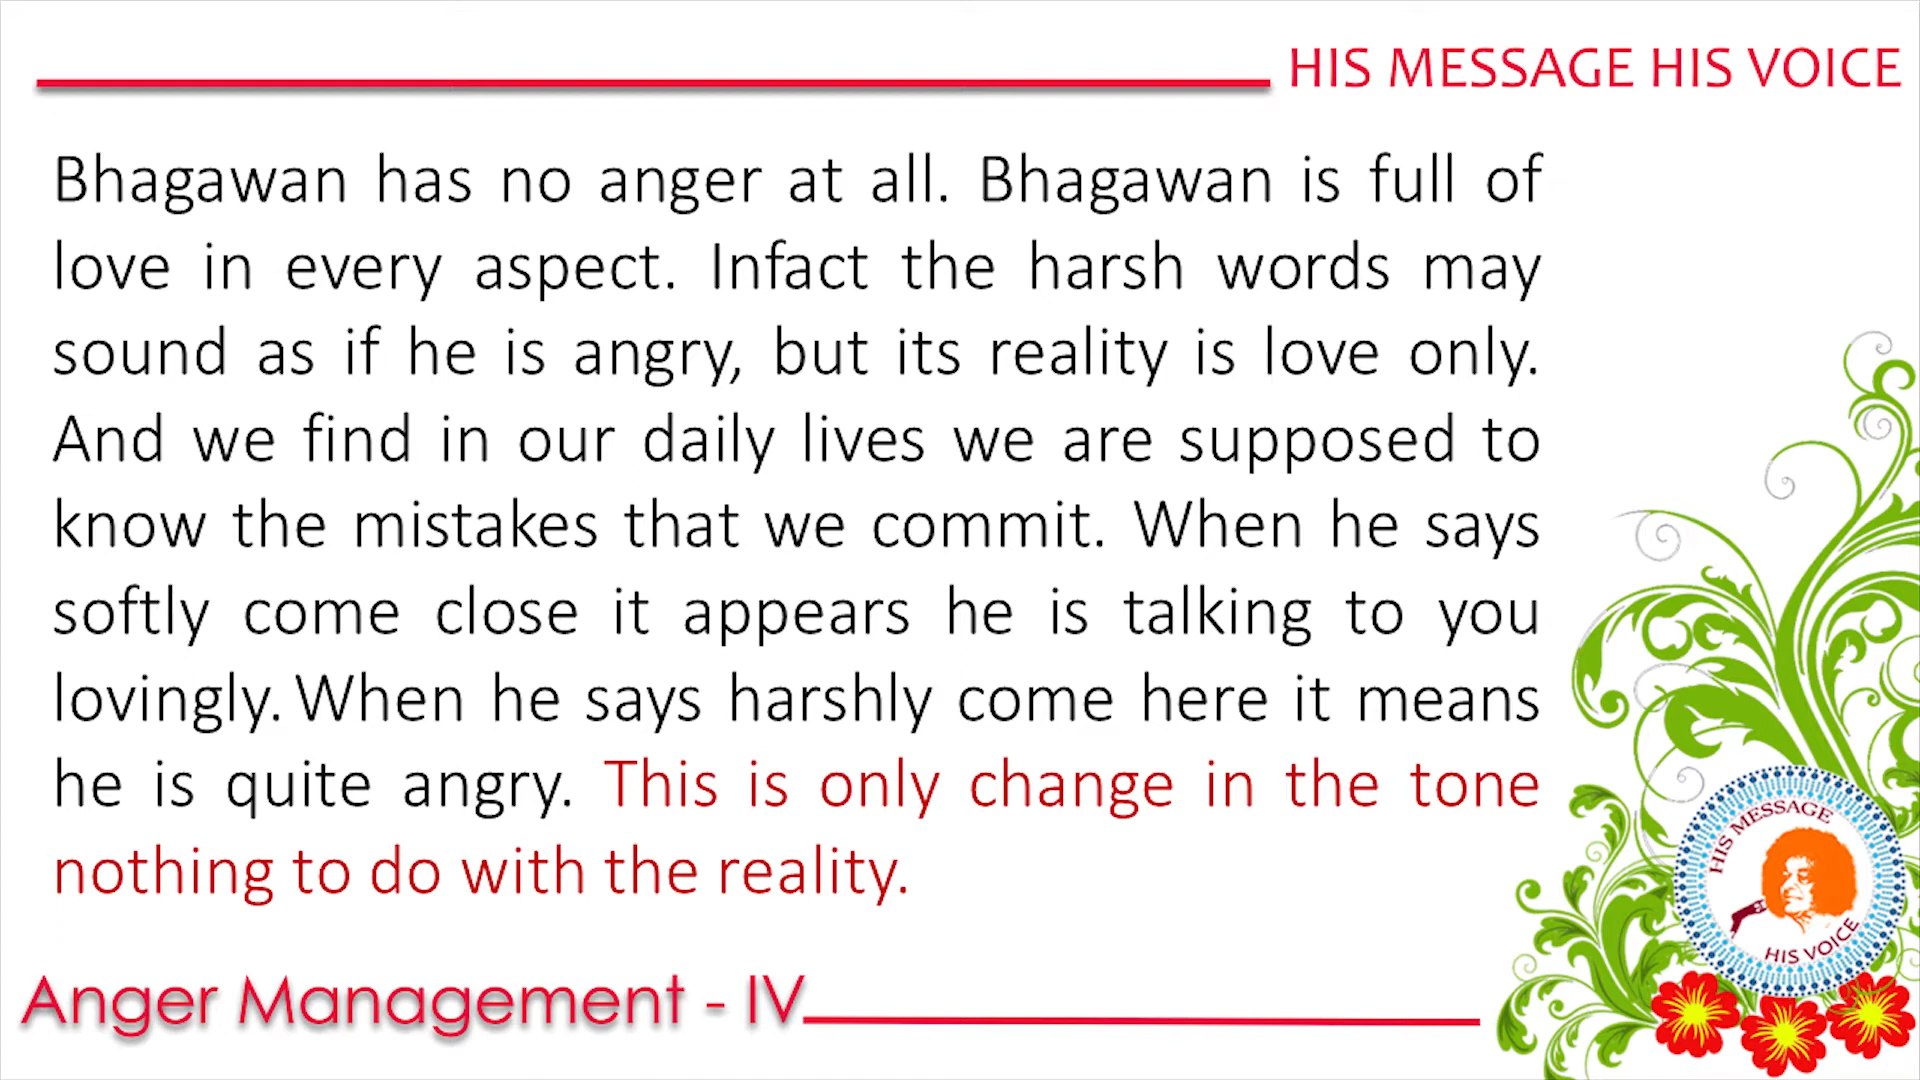 HIS MESSAGE HIS VOICE
Bhagawan has no anger at all. Bhagawan is full of
love in every aspect. Infact the harsh words may
sound as if he is angry, but its reality is love only.
And we find in our daily lives we are supposed to
know the mistakes that we commit. When he says
softly come close it appears he is talking to you
lovingly. When he says harshly come here it means
he is quite angry. This is only change in the tone
nothing to do with the reality.
HIS MESSAGE
HIS VOICE
Anger Management - IV